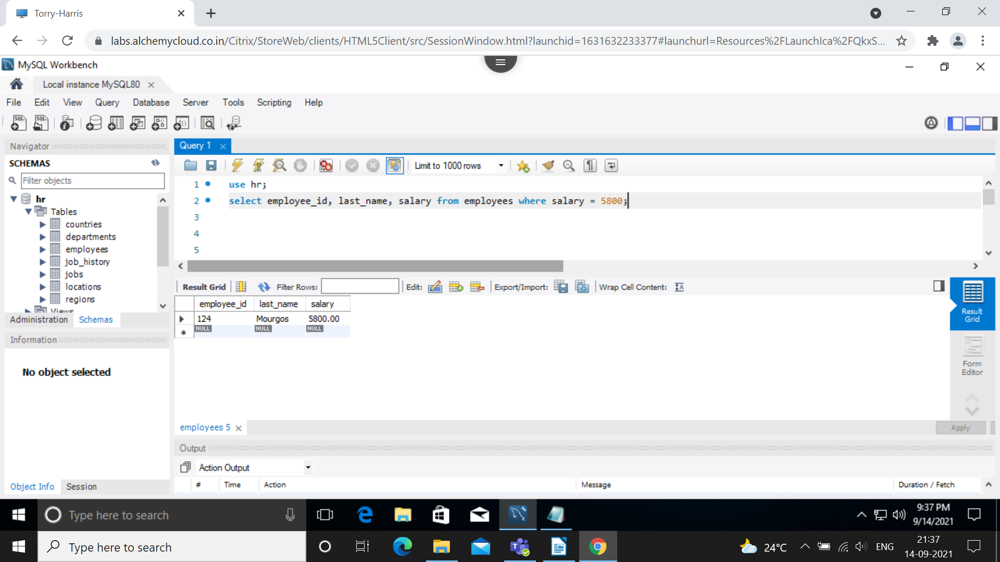 Torry-Harris
labs.alchemycloud.co.in/Citrix/StoreWeb/clients/HTML5Client/src/SessionWindow.html?launchid=1631632233377#launchurl=Resources%2FLaunchIca%2FQkxS...
MySQL Workbench
Local instance MySQL80
File Edit View Query Database Server Tools Scripting Help
Navigator
SCHEMAS
Filter objects
hr
Tables
countries
departments
employees
job_history
jobs
locations
regions
Views
Administration Schemas
Information
No object selected
Object Info Session
Query 1
Limit to 1000 rows
1 use hr;
2 select employee_id, last_name, salary from employees where salary = 5800;
3
4
5
Result Grid Filter Rows: Edit: Export/Import: Wrap Cell Content:
employee_id last_name salary
124 Mourgos 5800.00
NULL NULL NULL
Result
Grid
Form
Editor
employees 5
Apply
Output
Action Output
# Time Action Message Duration / Fetch
Type here to search
9:37 PM
9/14/2021
Type here to search
24°C
ENG
21:37
14-09-2021